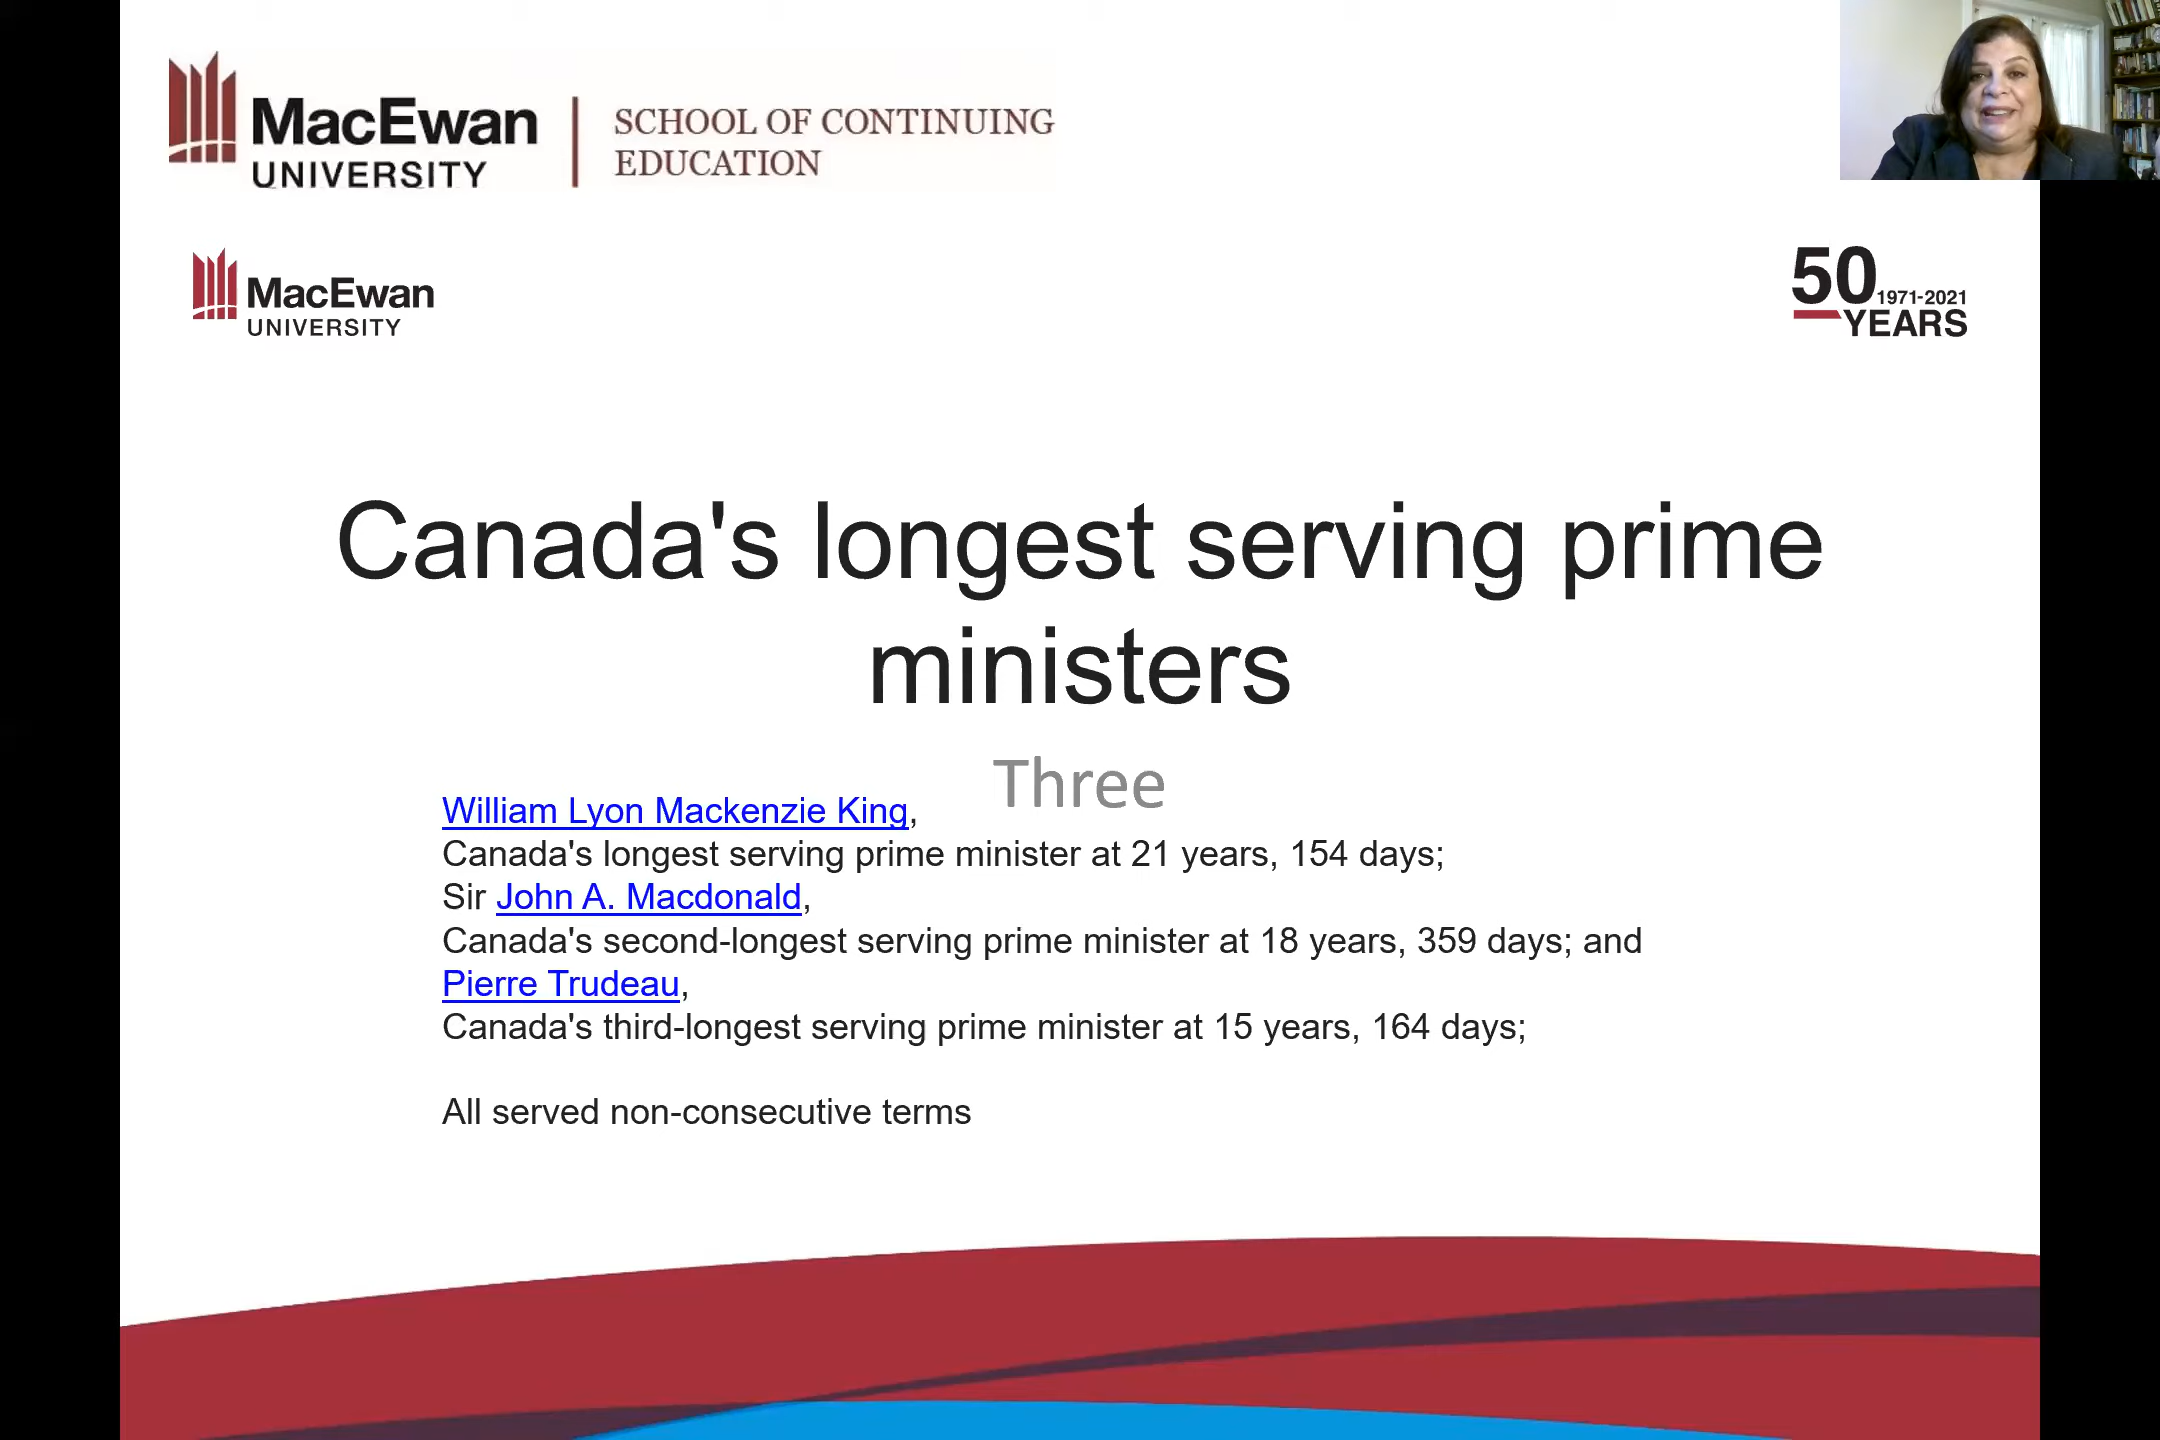 MacEwan
UNIVERSITY
SCHOOL OF CONTINUING
EDUCATION
MacEwan
UNIVERSITY
50
1971-2021
YEARS
Canada's longest serving prime
ministers
Three
William Lyon Mackenzie King,
Canada's longest serving prime minister at 21 years, 154 days;
Sir John A. Macdonald,
Canada's second-longest serving prime minister at 18 years, 359 days; and
Pierre Trudeau,
Canada's third-longest serving prime minister at 15 years, 164 days;
All served non-consecutive terms